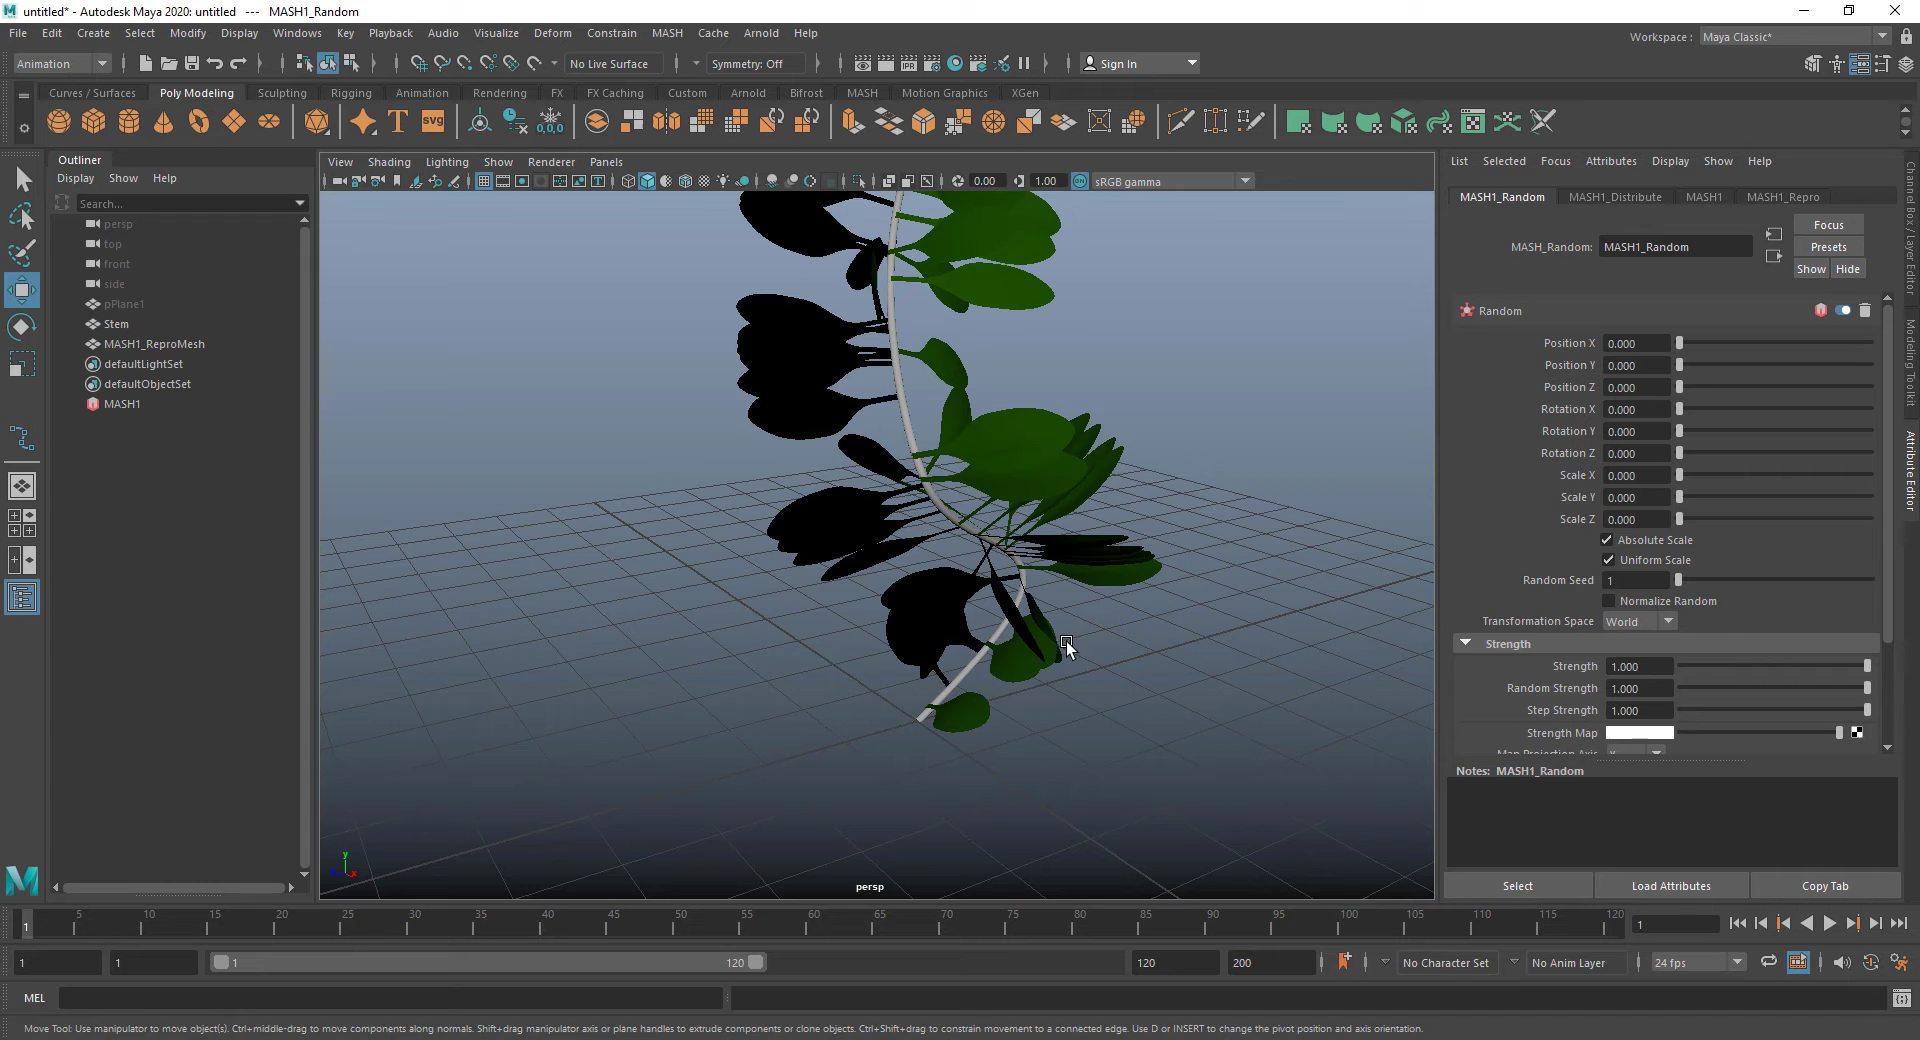 untitled* - Autodesk Maya 2020: untitled   ---   MASH1_Random
File Edit Create Select Modify Display Windows Key Playback Audio Visualize Deform Constrain MASH Cache Arnold Help
Workspace : Maya Classic*
Animation No Live Surface Symmetry: Off Sign In
Curves / Surfaces Poly Modeling Sculpting Rigging Animation Rendering FX FX Caching Custom Arnold Bifrost MASH Motion Graphics XGen
Outliner
Display Show Help
Search...
persp
top
front
side
pPlane1
Stem
MASH1_ReproMesh
defaultLightSet
defaultObjectSet
MASH1
View Shading Lighting Show Renderer Panels
0.00 1.00 ON sRGB gamma
persp
List Selected Focus Attributes Display Show Help
MASH1_Random MASH1_Distribute MASH1 MASH1_Repro
MASH_Random: MASH1_Random
Focus
Presets
Show Hide
Random
Position X 0.000
Position Y 0.000
Position Z 0.000
Rotation X 0.000
Rotation Y 0.000
Rotation Z 0.000
Scale X 0.000
Scale Y 0.000
Scale Z 0.000
Absolute Scale
Uniform Scale
Random Seed 1
Normalize Random
Transformation Space World
Strength
Strength 1.000
Random Strength 1.000
Step Strength 1.000
Strength Map
Notes: MASH1_Random
Select Load Attributes Copy Tab
Channel Box / Layer Editor
Modeling Toolkit
Attribute Editor
1 5 10 15 20 25 30 35 40 45 50 55 60 65 70 75 80 85 90 95 100 105 110 115 120 1
1 1 1 120 120 200 No Character Set No Anim Layer 24 fps
MEL
Move Tool: Use manipulator to move object(s). Ctrl+middle-drag to move components along normals. Shift+drag manipulator axis or plane handles to extrude components or clone objects. Ctrl+Shift+drag to constrain movement to a connected edge. Use D or INSERT to change the pivot position and axis orientation.